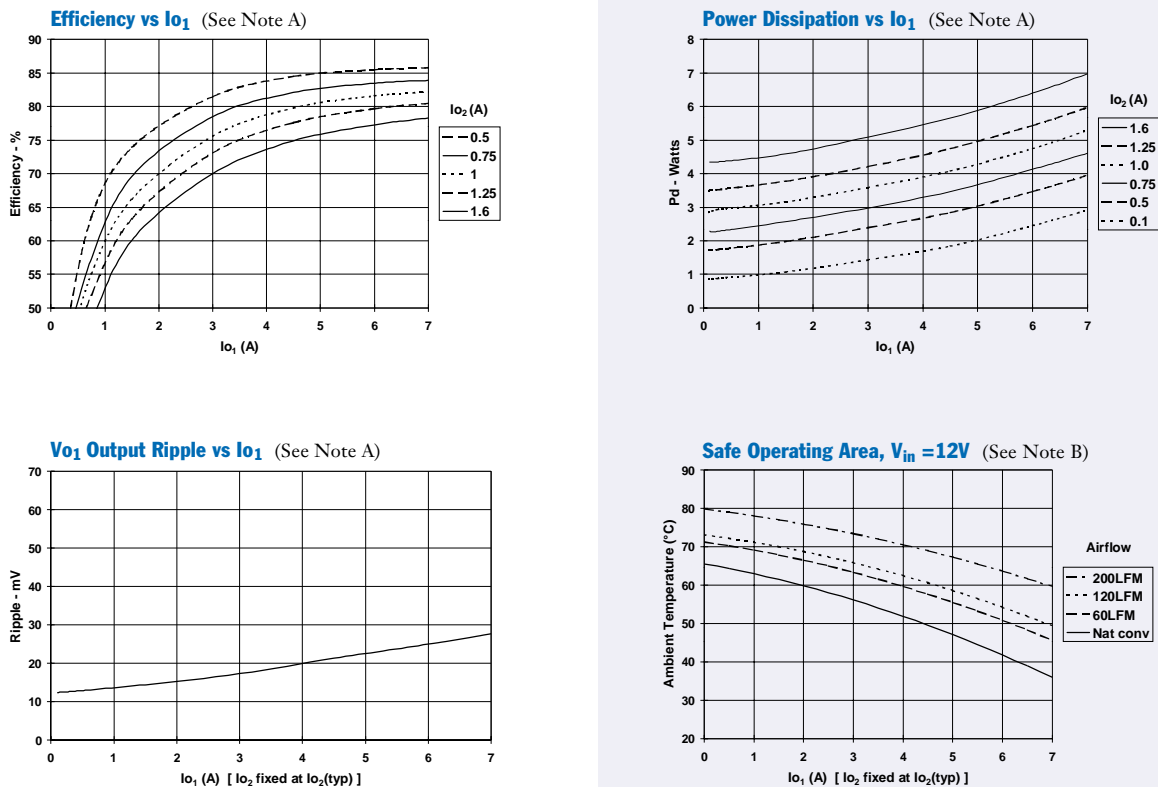 Efficiency vs Io1 (See Note A)
90
85
80
75
70
65
60
55
50
Efficiency - %
0 1 2 3 4 5 6 7
Io1 (A)
Io2 (A)
0.5
0.75
1
1.25
1.6
Power Dissipation vs Io1 (See Note A)
8
7
6
5
4
3
2
1
0
Pd - Watts
0 1 2 3 4 5 6 7
Io1 (A)
Io2 (A)
1.6
1.25
1.0
0.75
0.5
0.1
Vo1 Output Ripple vs Io1 (See Note A)
70
60
50
40
30
20
10
0
Ripple - mV
0 1 2 3 4 5 6 7
Io1 (A) [ Io2 fixed at Io2(typ) ]
Safe Operating Area, Vin =12V (See Note B)
90
80
70
60
50
40
30
20
Ambient Temperature (°C)
0 1 2 3 4 5 6 7
Io1 (A) [ Io2 fixed at Io2(typ) ]
Airflow
200LFM
120LFM
60LFM
Nat conv